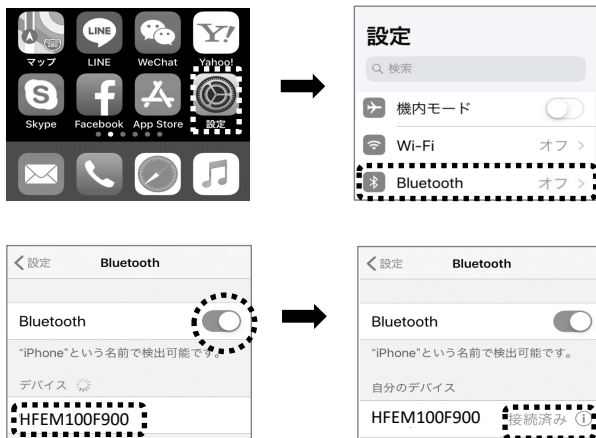 マップ LINE WeChat Yahoo!
LINE
Y!
Skype Facebook App Store 設定
設定
検索
機内モード
Wi-Fi オフ
Bluetooth オフ
設定 Bluetooth
Bluetooth
“iPhone”という名前で検出可能です。
デバイス
HFEM100F900
設定 Bluetooth
Bluetooth
“iPhone”という名前で検出可能です。
自分のデバイス
HFEM100F900 接続済み